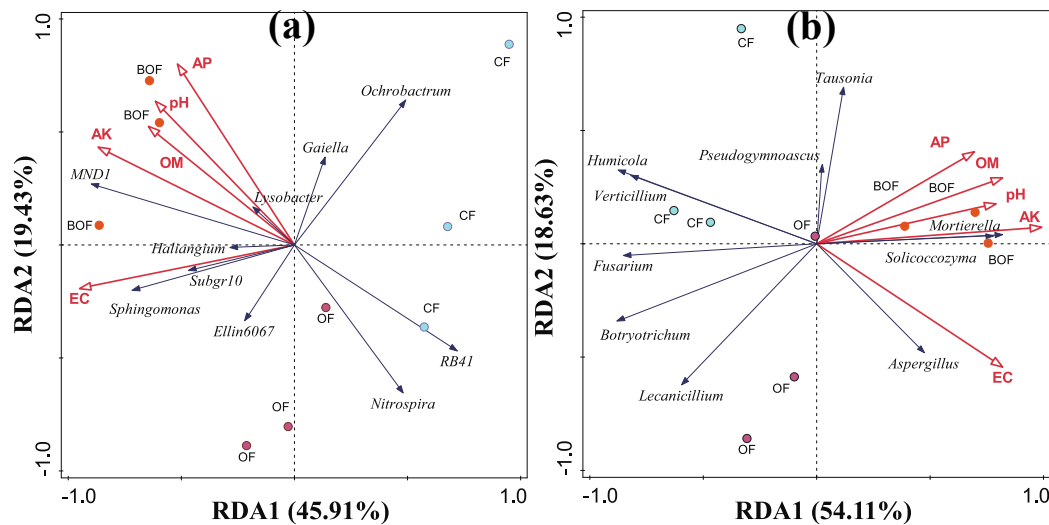 (a)
1.0
AP
BOF
pH
BOF
AK
OM
MND1
Lysobacter
BOF
Haliangium
Subgr10
EC
Sphingomonas
Ellin6067
Gaiella
Ochrobactrum
CF
CF
CF
OF
RB41
Nitrospira
OF
OF
-1.0
-1.0
1.0
RDA1 (45.91%)
RDA2 (19.43%)
(b)
1.0
CF
Tausonia
AP
Humicola
Pseudogymnoascus
OM
BOF
BOF
Verticillium
pH
CF
CF
OF
AK
Mortierella
Solicoccozyma
BOF
Fusarium
Botryotrichum
Aspergillus
EC
Lecanicillium
OF
OF
-1.0
-1.0
1.0
RDA1 (54.11%)
RDA2 (18.63%)